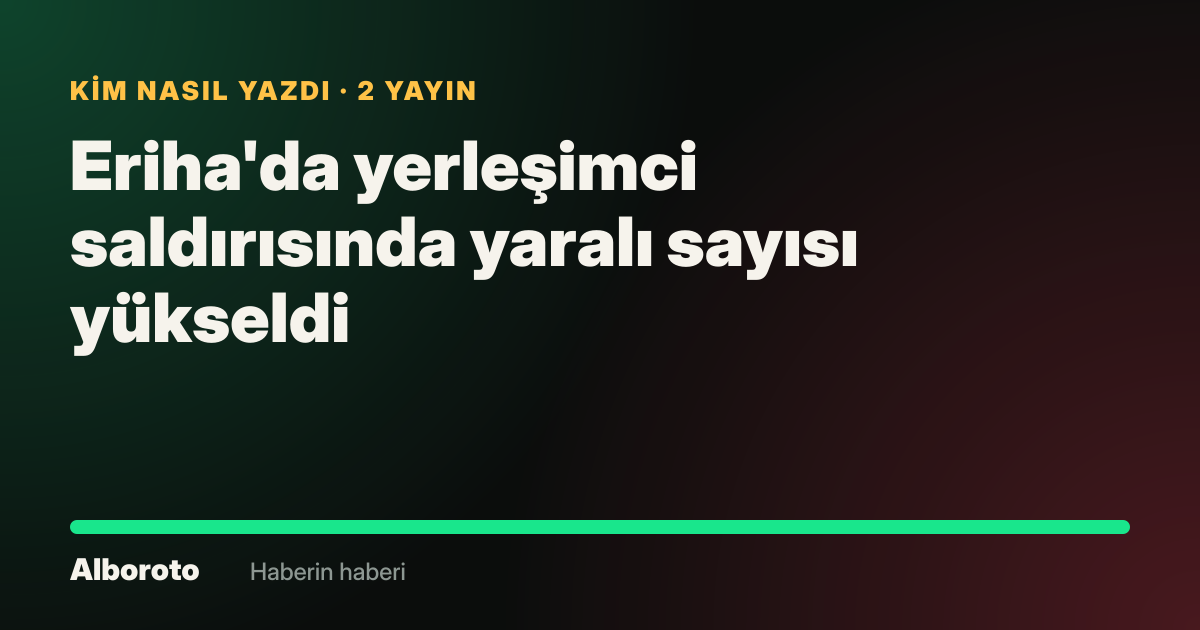 KİM NASIL YAZDI · 2 YAYIN
Eriha'da yerleşimci
saldırısında yaralı sayısı
yükseldi
Alboroto
Haberin haberi